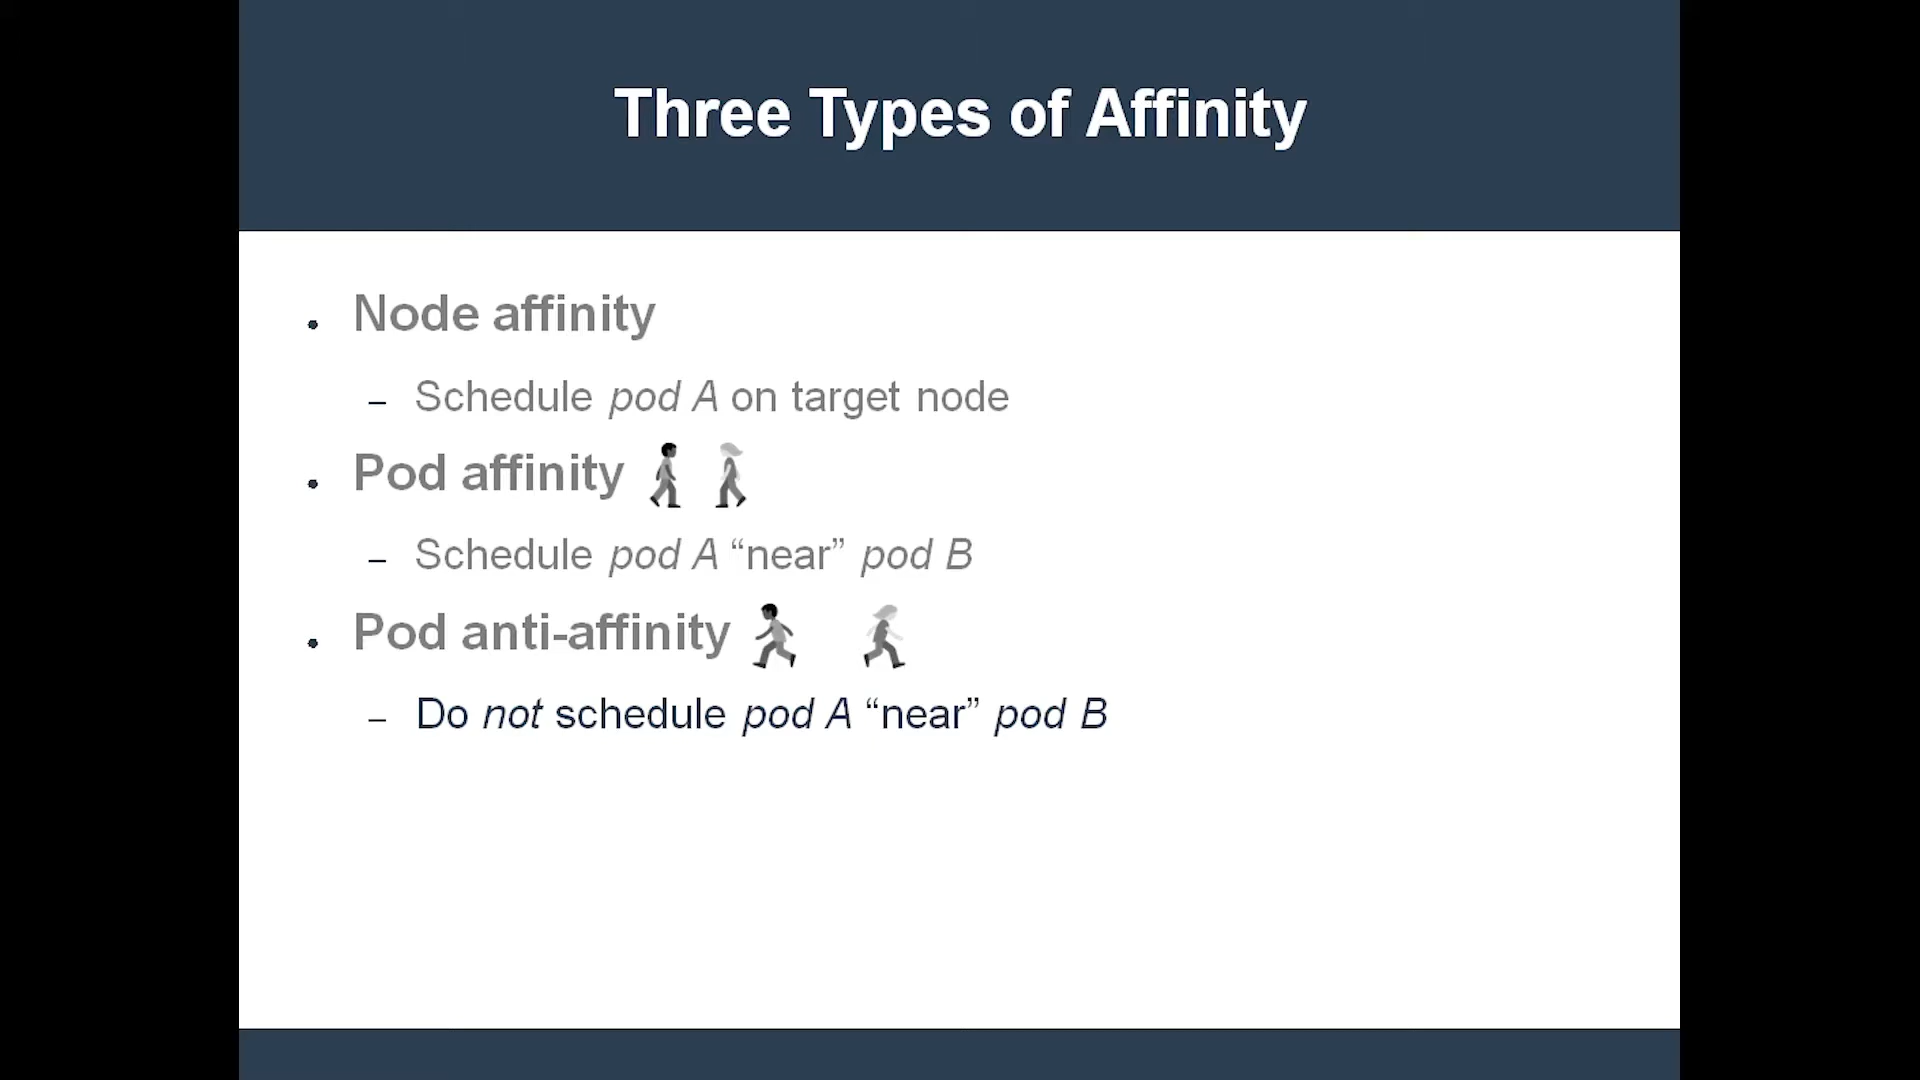 Three Types of Affinity
• Node affinity
– Schedule pod A on target node
• Pod affinity
– Schedule pod A “near” pod B
• Pod anti-affinity
– Do not schedule pod A “near” pod B